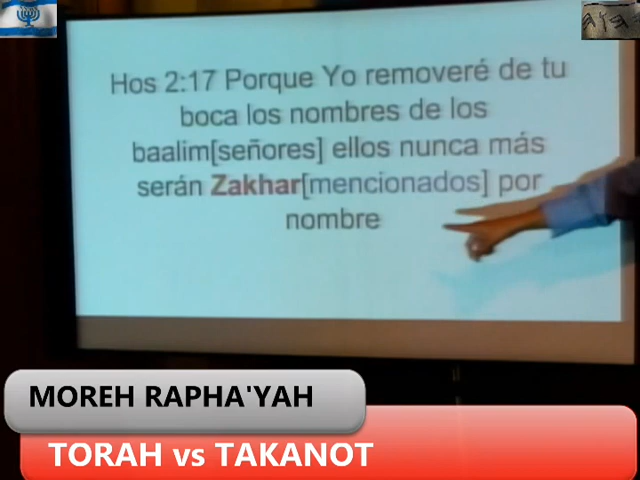 Hos 2:17 Porque Yo removeré de tu
boca los nombres de los
baalim[señores] ellos nunca más
serán Zakhar[mencionados] por
nombre
MOREH RAPHA'YAH
TORAH vs TAKANOT